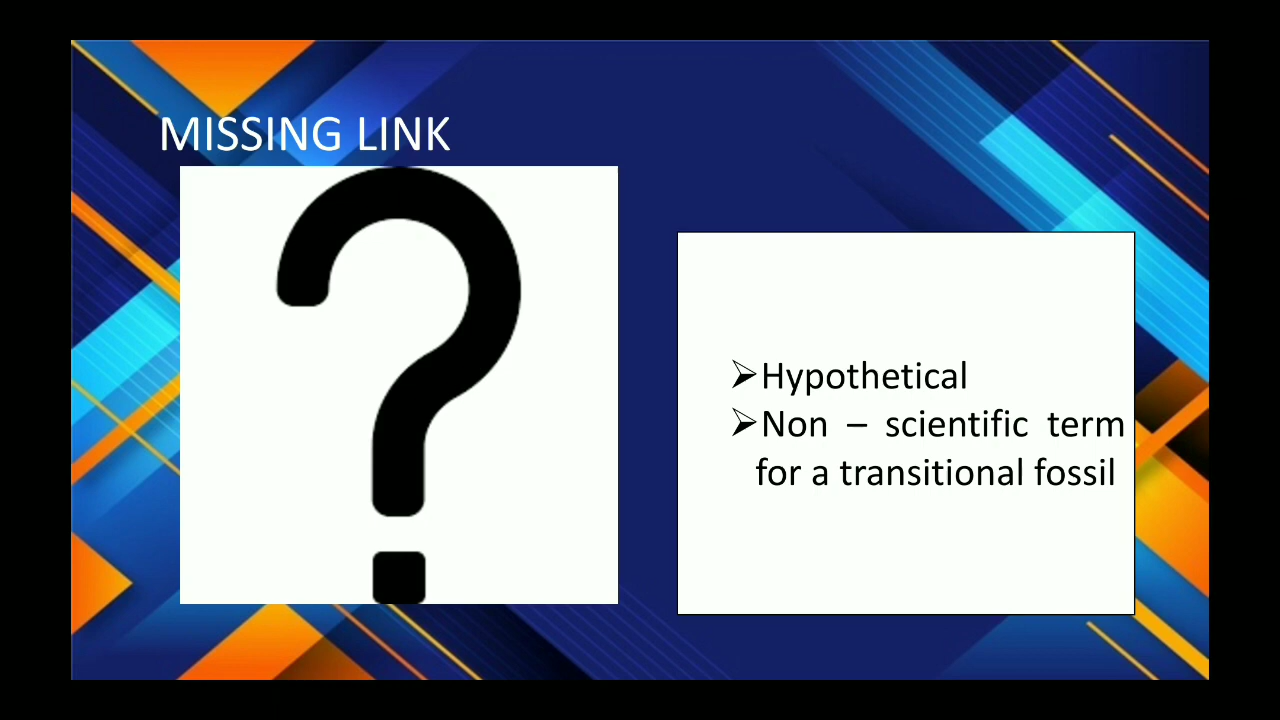 MISSING LINK
➢Hypothetical
➢Non – scientific term
for a transitional fossil